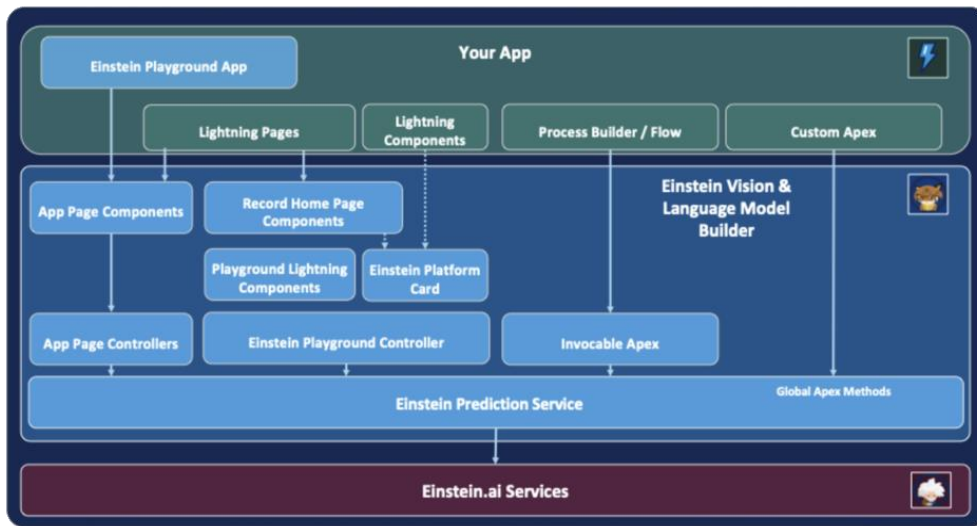 Your App
Einstein Playground App
Lightning Pages
Lightning
Components
Process Builder / Flow
Custom Apex
Einstein Vision &
Language Model
Builder
App Page Components
Record Home Page
Components
Playground Lightning
Components
Einstein Platform
Card
App Page Controllers
Einstein Playground Controller
Invocable Apex
Global Apex Methods
Einstein Prediction Service
Einstein.ai Services